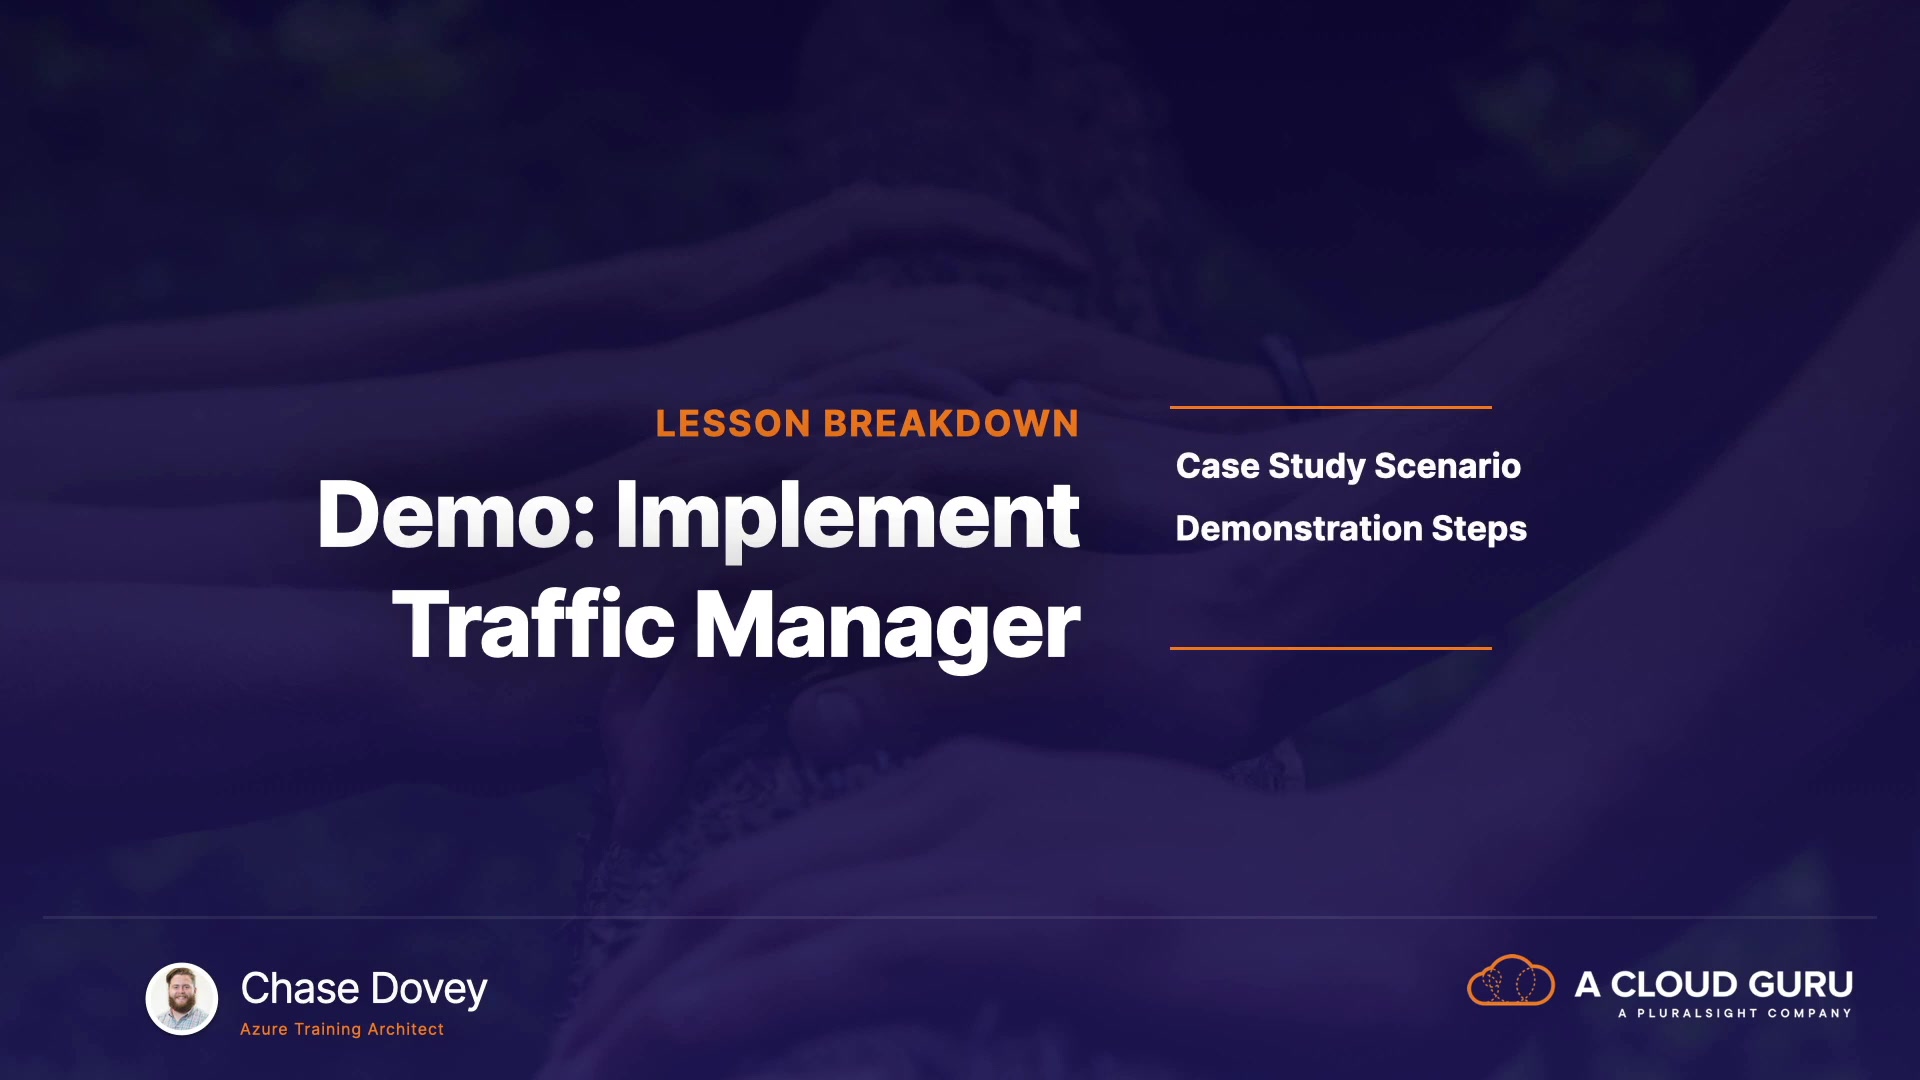 LESSON BREAKDOWN
Demo: Implement
Traffic Manager
Case Study Scenario
Demonstration Steps
Chase Dovey
Azure Training Architect
A CLOUD GURU
A PLURALSIGHT COMPANY